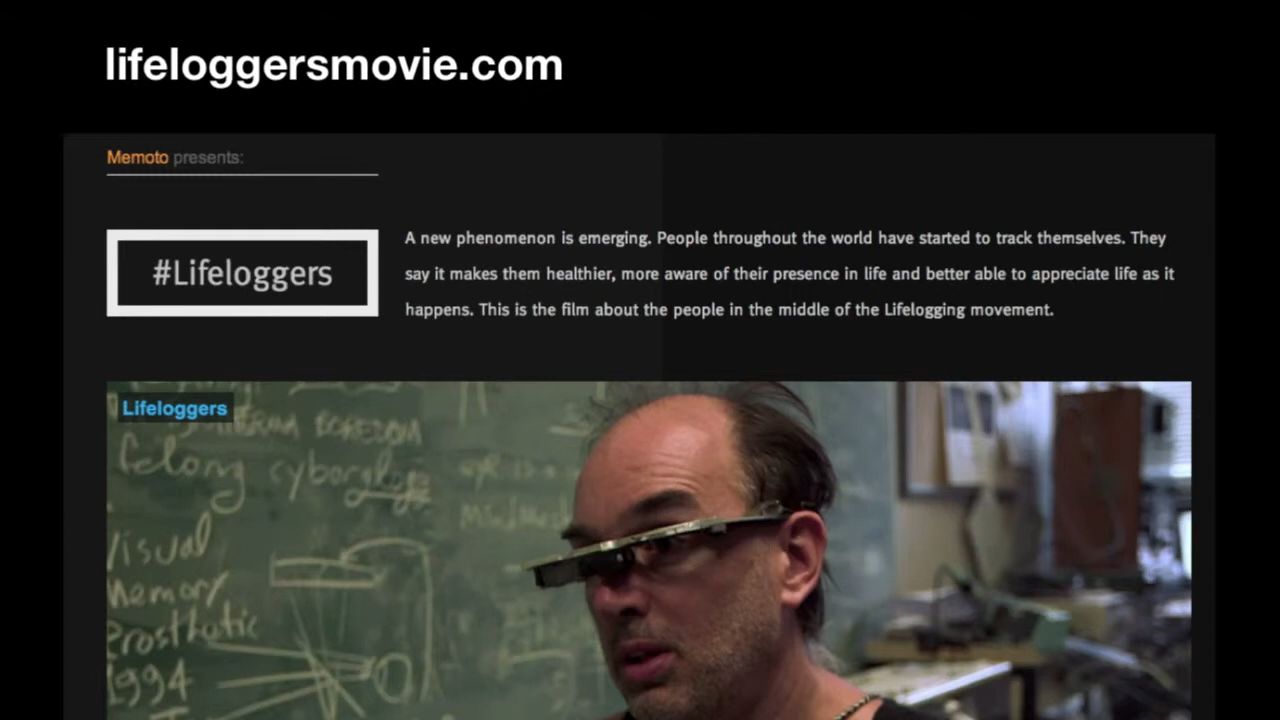 lifeloggersmovie.com
Memoto presents:
#Lifeloggers
A new phenomenon is emerging. People throughout the world have started to track themselves. They
say it makes them healthier, more aware of their presence in life and better able to appreciate life as it
happens. This is the film about the people in the middle of the Lifelogging movement.
Lifeloggers
BOREDOM
felong cyborglogs
Visual
Memory
Prosthetic
1994